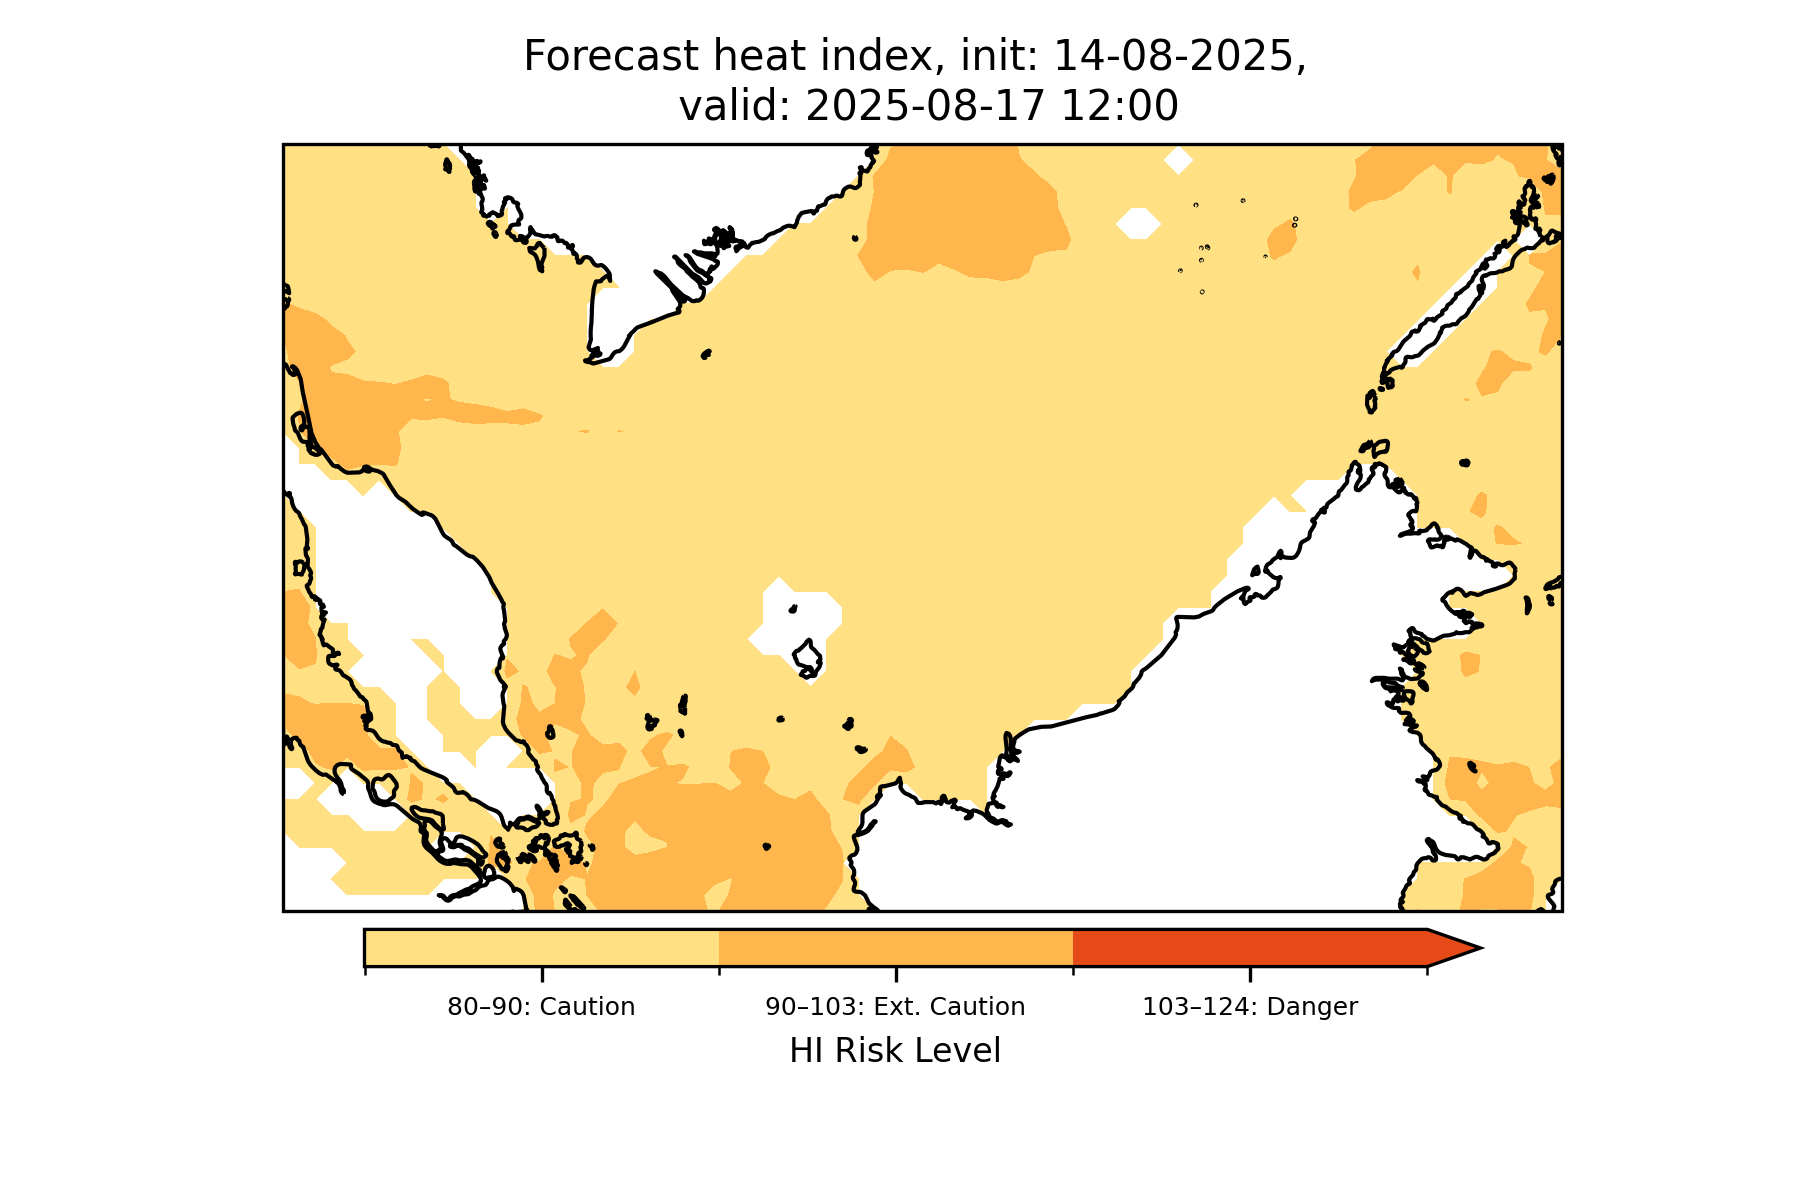 Forecast heat index, init: 14-08-2025,
valid: 2025-08-17 12:00
80–90: Caution
90–103: Ext. Caution
103–124: Danger
HI Risk Level